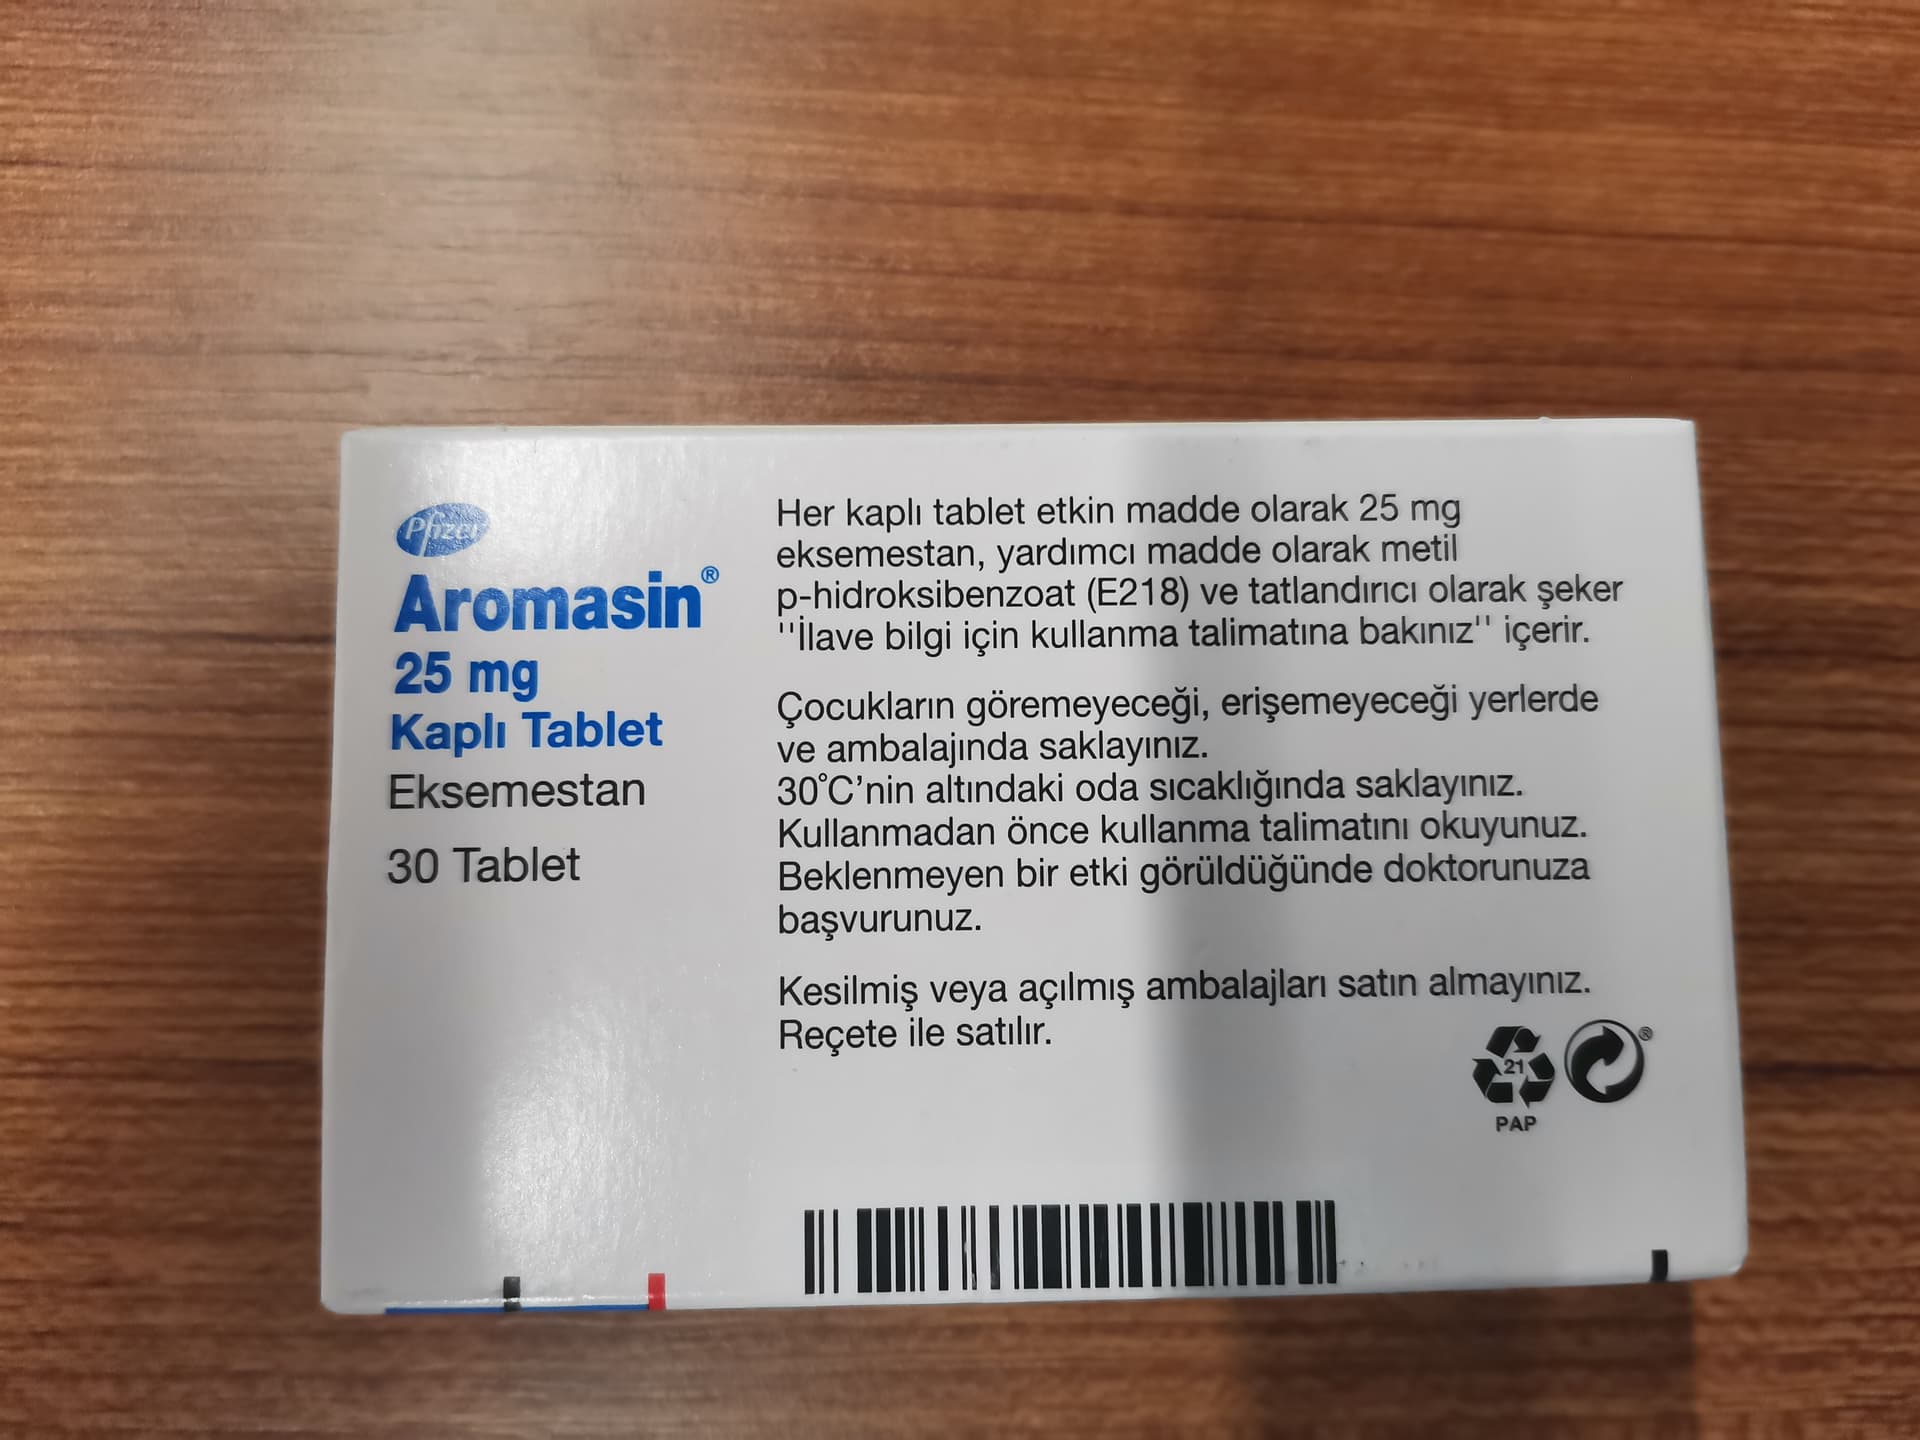 Pfizer
Aromasin®
25 mg
Kaplı Tablet
Eksemestan
30 Tablet
Her kaplı tablet etkin madde olarak 25 mg
eksemestan, yardımcı madde olarak metil
p-hidroksibenzoat (E218) ve tatlandırıcı olarak şeker
''İlave bilgi için kullanma talimatına bakınız'' içerir.
Çocukların göremeyeceği, erişemeyeceği yerlerde
ve ambalajında saklayınız.
30°C’nin altındaki oda sıcaklığında saklayınız.
Kullanmadan önce kullanma talimatını okuyunuz.
Beklenmeyen bir etki görüldüğünde doktorunuza
başvurunuz.
Kesilmiş veya açılmış ambalajları satın almayınız.
Reçete ile satılır.
21
®
PAP